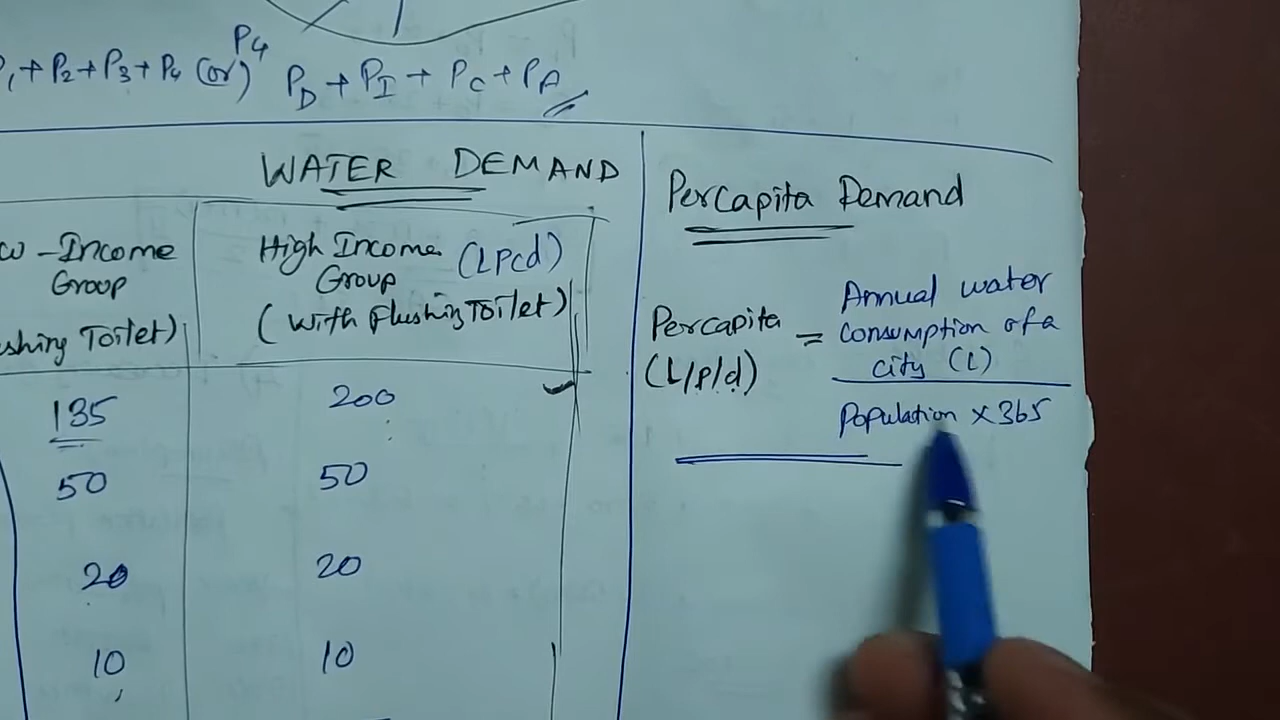 P4
P1+P2+P3+P4 (or) PD+PI+PC+PA
WATER DEMAND
-Income
Group
Toilet)
High Income (LPcd)
Group
(With Flushing Toilet)
135
200
50
50
20
20
10
10
Percapita Demand
Percapita (L/P/d) =
Annual water
consumption of a
city (L)
Population X 365